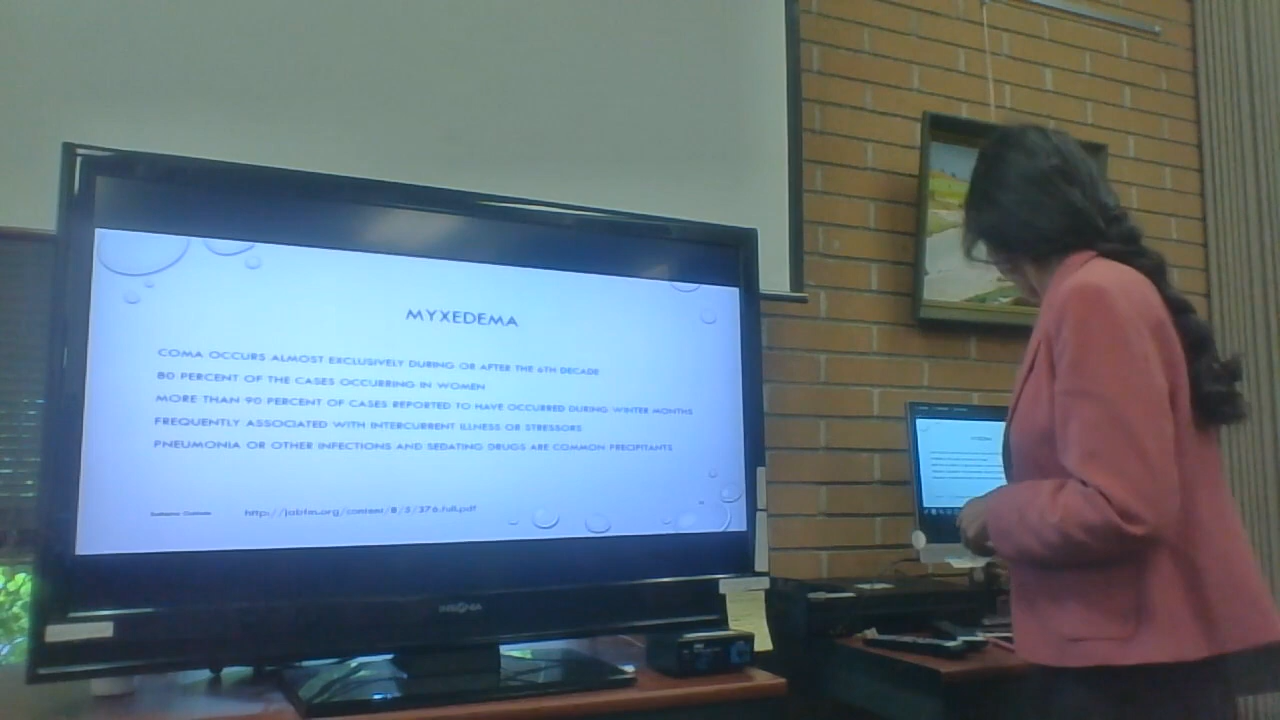 MYXEDEMA
COMA OCCURS ALMOST EXCLUSIVELY DURING OR AFTER THE 6TH DECADE
80 PERCENT OF THE CASES OCCURRING IN WOMEN
MORE THAN 90 PERCENT OF CASES REPORTED TO HAVE OCCURRED DURING WINTER MONTHS
FREQUENTLY ASSOCIATED WITH INTERCURRENT ILLNESS OR STRESSORS
PNEUMONIA OR OTHER INFECTIONS AND SEDATING DRUGS ARE COMMON PRECIPITANTS
http://jabfm.org/content/8/5/376.full.pdf
INSIGNIA